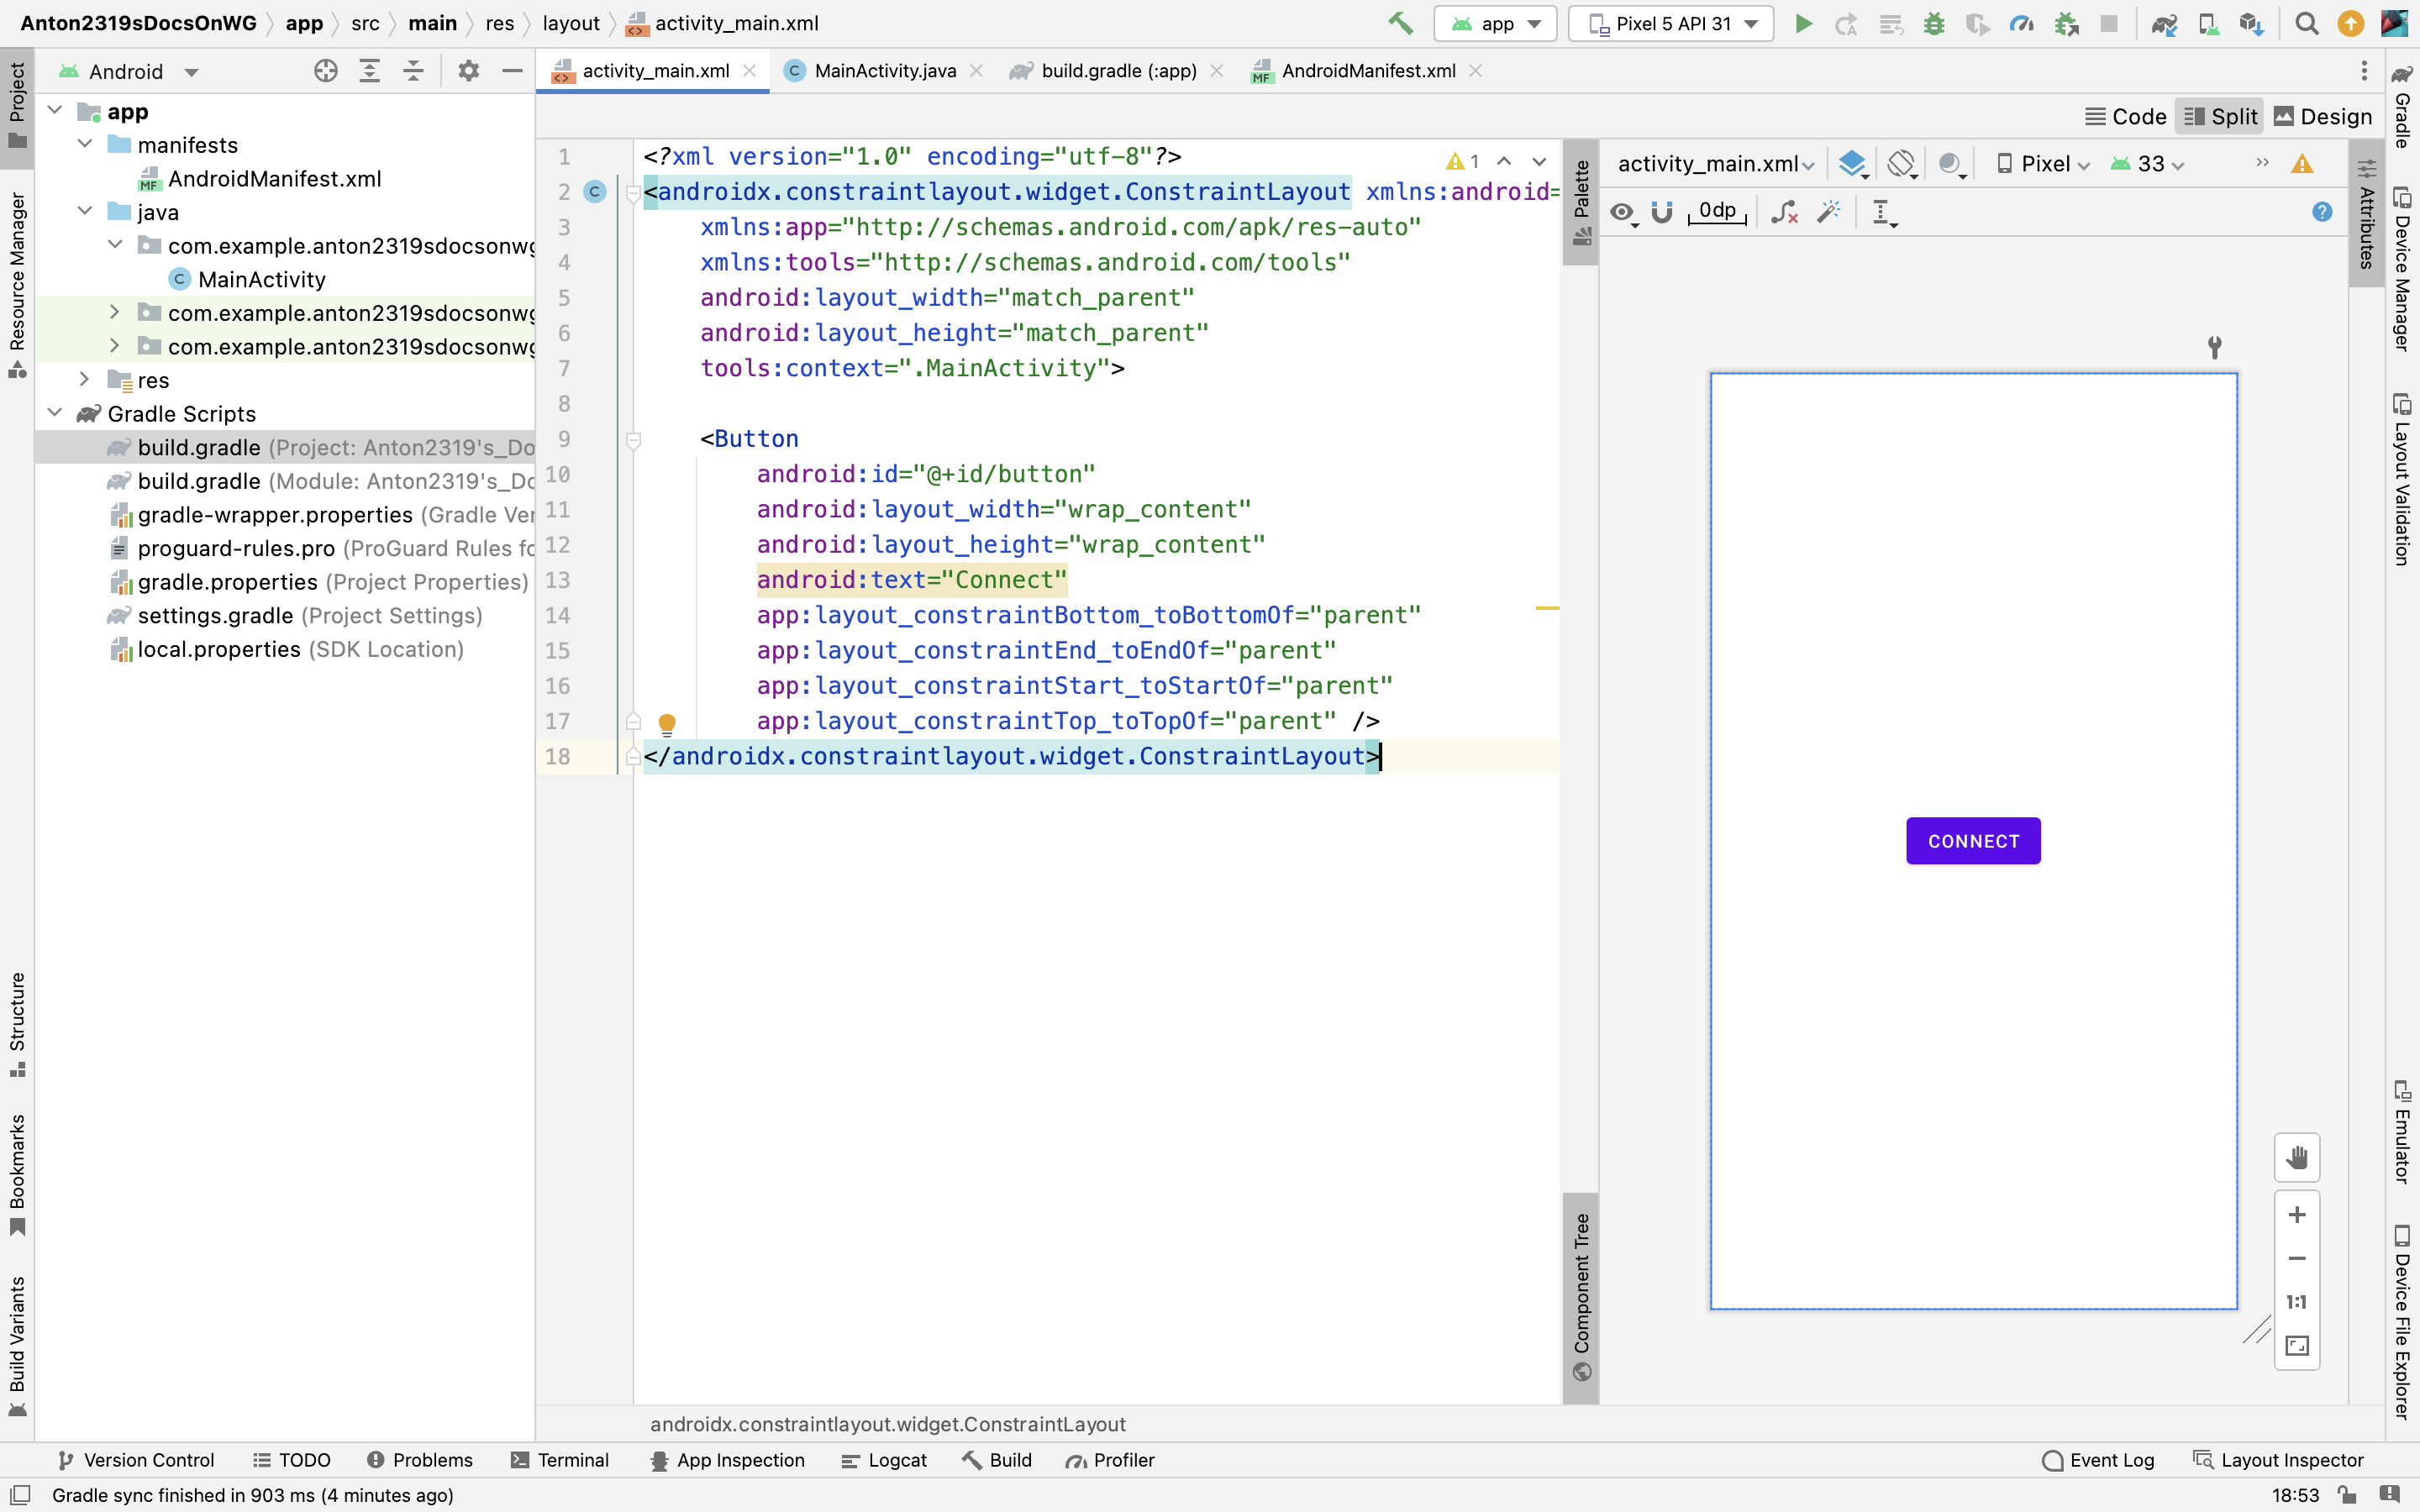 Anton2319sDocsOnWG app src main res layout activity_main.xml
app Pixel 5 API 31
Android
activity_main.xml MainActivity.java build.gradle (:app) AndroidManifest.xml
Code Split Design
Project
Resource Manager
Structure
Bookmarks
Build Variants
app
manifests
AndroidManifest.xml
java
com.example.anton2319sdocsonwg
MainActivity
com.example.anton2319sdocsonwg
com.example.anton2319sdocsonwg
res
Gradle Scripts
build.gradle (Project: Anton2319's_Do
build.gradle (Module: Anton2319's_Do
gradle-wrapper.properties (Gradle Ver
proguard-rules.pro (ProGuard Rules fo
gradle.properties (Project Properties)
settings.gradle (Project Settings)
local.properties (SDK Location)
1 <?xml version="1.0" encoding="utf-8"?>
2 <androidx.constraintlayout.widget.ConstraintLayout xmlns:android=
3 xmlns:app="http://schemas.android.com/apk/res-auto"
4 xmlns:tools="http://schemas.android.com/tools"
5 android:layout_width="match_parent"
6 android:layout_height="match_parent"
7 tools:context=".MainActivity">
8
9 <Button
10 android:id="@+id/button"
11 android:layout_width="wrap_content"
12 android:layout_height="wrap_content"
13 android:text="Connect"
14 app:layout_constraintBottom_toBottomOf="parent"
15 app:layout_constraintEnd_toEndOf="parent"
16 app:layout_constraintStart_toStartOf="parent"
17 app:layout_constraintTop_toTopOf="parent" />
18 </androidx.constraintlayout.widget.ConstraintLayout>
1
Palette
Component Tree
activity_main.xml Pixel 33
0dp
CONNECT
1:1
Attributes
Gradle
Device Manager
Layout Validation
Emulator
Device File Explorer
androidx.constraintlayout.widget.ConstraintLayout
Version Control TODO Problems Terminal App Inspection Logcat Build Profiler Event Log Layout Inspector
Gradle sync finished in 903 ms (4 minutes ago) 18:53